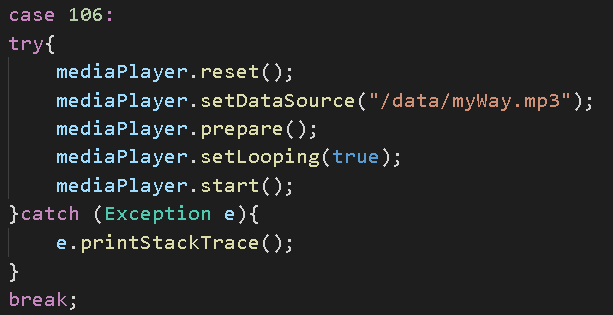 case 106:
try{
    mediaPlayer.reset();
    mediaPlayer.setDataSource("/data/myWay.mp3");
    mediaPlayer.prepare();
    mediaPlayer.setLooping(true);
    mediaPlayer.start();
}catch (Exception e){
    e.printStackTrace();
}
break;